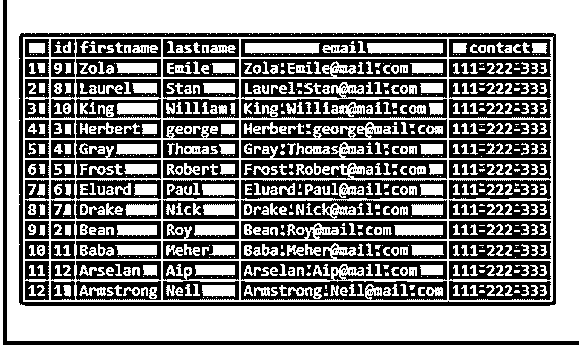 id firstname lastname email contact
1 9 Zola Emile Zola.Emile@mail.com 111-222-333
2 8 Laurel Stan Laurel.Stan@mail.com 111-222-333
3 10 King William King.William@mail.com 111-222-333
4 3 Herbert george Herbert.george@mail.com 111-222-333
5 4 Gray Thomas Gray.Thomas@mail.com 111-222-333
6 5 Frost Robert Frost.Robert@mail.com 111-222-333
7 6 Eluard Paul Eluard.Paul@mail.com 111-222-333
8 7 Drake Nick Drake.Nick@mail.com 111-222-333
9 2 Bean Roy Bean.Roy@mail.com 111-222-333
10 11 Baba Meher Baba.Meher@mail.com 111-222-333
11 12 Arselan Aip Arselan.Aip@mail.com 111-222-333
12 1 Armstrong Neil Armstrong.Neil@mail.com 111-222-333